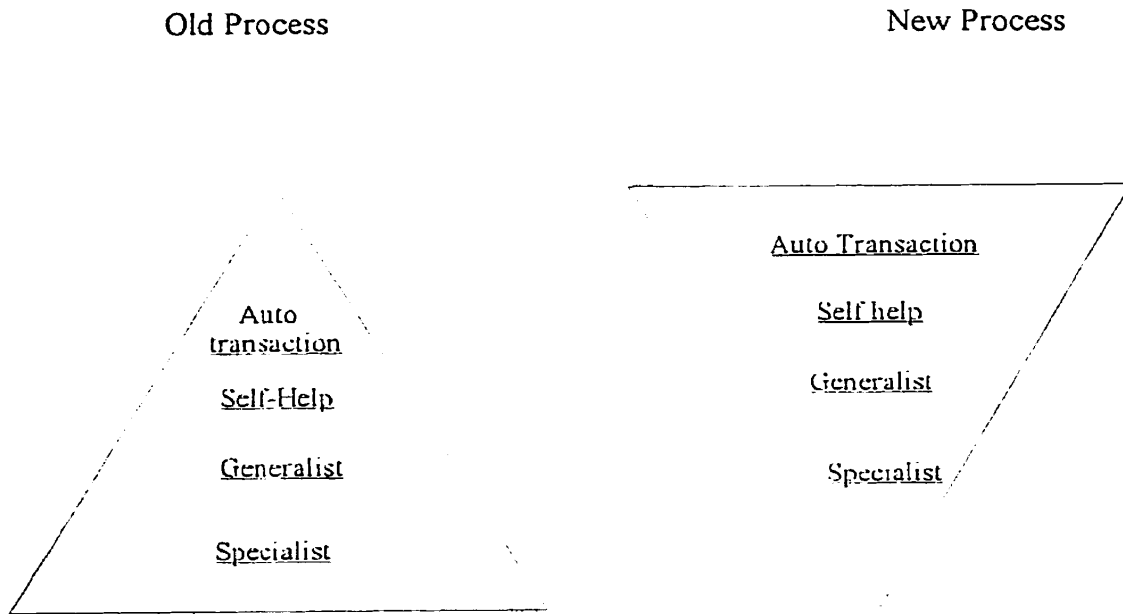 Old Process
New Process
Auto
transaction
Self-Help
Generalist
Specialist
Auto Transaction
Self help
Generalist
Specialist